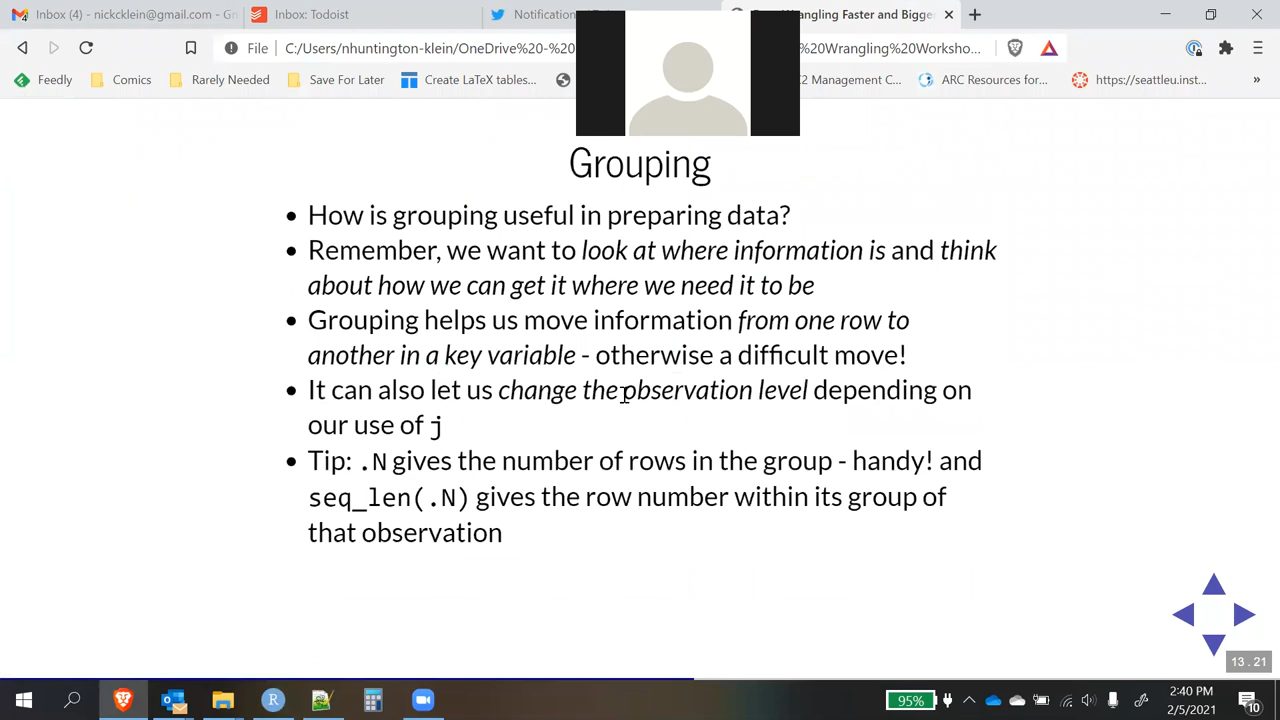 Inbox (
nickcklein@gmail.com - Gn
Inbox: Todoist
Notification
Wrangling Faster and Bigge
File
C:/Users/nhuntington-klein/OneDrive%20-%20
%20Wrangling%20Worksho...
Feedly
Comics
Rarely Needed
Save For Later
Create LaTeX tables...
C2 Management C...
ARC Resources for...
https://seattleu.inst...
»
Grouping
• How is grouping useful in preparing data?
• Remember, we want to look at where information is and think
about how we can get it where we need it to be
• Grouping helps us move information from one row to
another in a key variable - otherwise a difficult move!
• It can also let us change the observation level depending on
our use of j
• Tip: .N gives the number of rows in the group - handy! and
seq_len(.N) gives the row number within its group of
that observation
13 . 21
95%
2:40 PM
2/5/2021
10